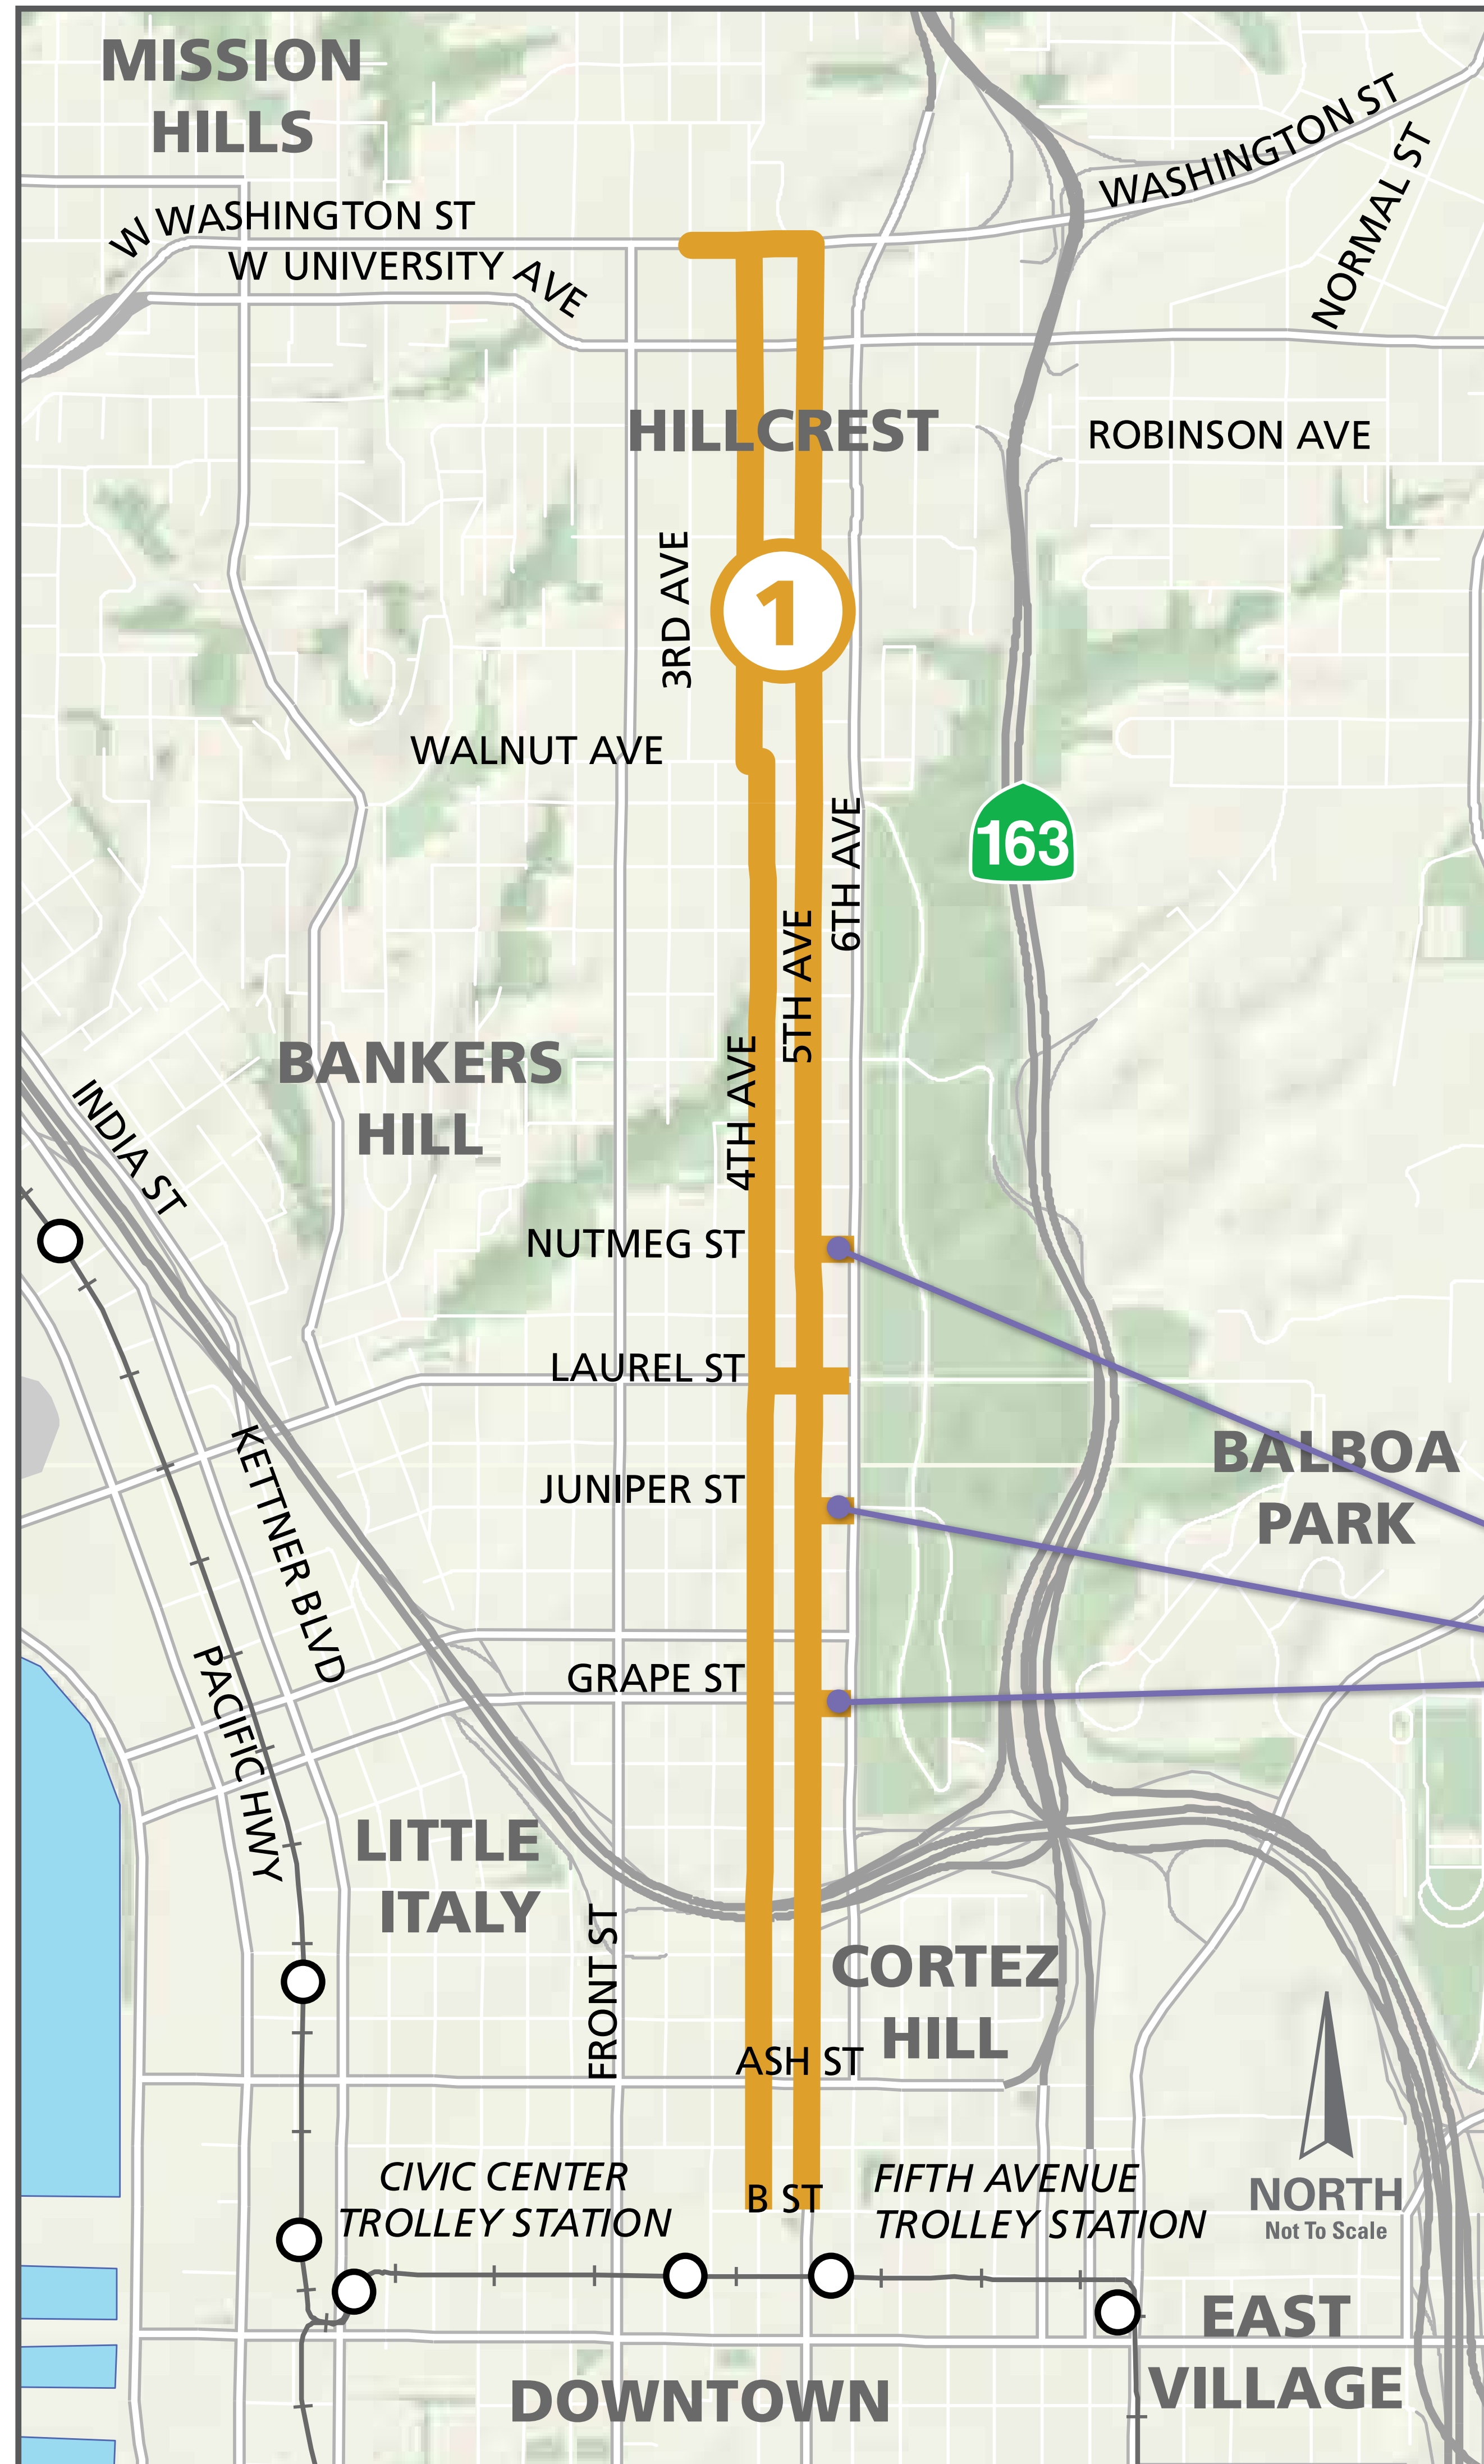 MISSION
HILLS
WASHINGTON ST
NORMAL ST
W WASHINGTON ST
W UNIVERSITY AVE
HILLCREST
ROBINSON AVE
3RD AVE
1
WALNUT AVE
163
6TH AVE
5TH AVE
4TH AVE
BANKERS
HILL
INDIA ST
NUTMEG ST
LAUREL ST
KETTNER BLVD
BALBOA
PARK
JUNIPER ST
PACIFIC HWY
GRAPE ST
LITTLE
ITALY
FRONT ST
CORTEZ
HILL
ASH ST
CIVIC CENTER
TROLLEY STATION
B ST
FIFTH AVENUE
TROLLEY STATION
NORTH
Not To Scale
EAST
VILLAGE
DOWNTOWN